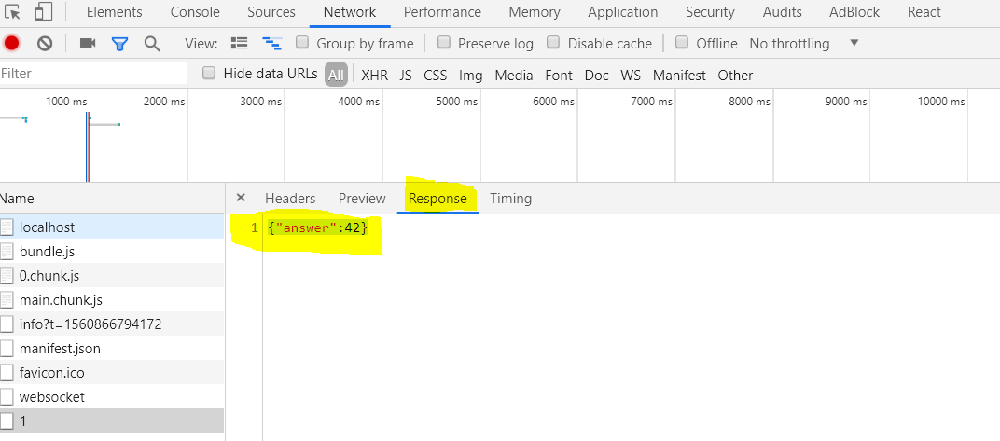 Elements Console Sources Network Performance Memory Application Security Audits AdBlock React
View: Group by frame Preserve log Disable cache Offline No throttling
Filter Hide data URLs All XHR JS CSS Img Media Font Doc WS Manifest Other
1000 ms 2000 ms 3000 ms 4000 ms 5000 ms 6000 ms 7000 ms 8000 ms 9000 ms 10000 ms
Name × Headers Preview Response Timing
localhost 1 {"answer":42}
bundle.js
0.chunk.js
main.chunk.js
info?t=1560866794172
manifest.json
favicon.ico
websocket
1